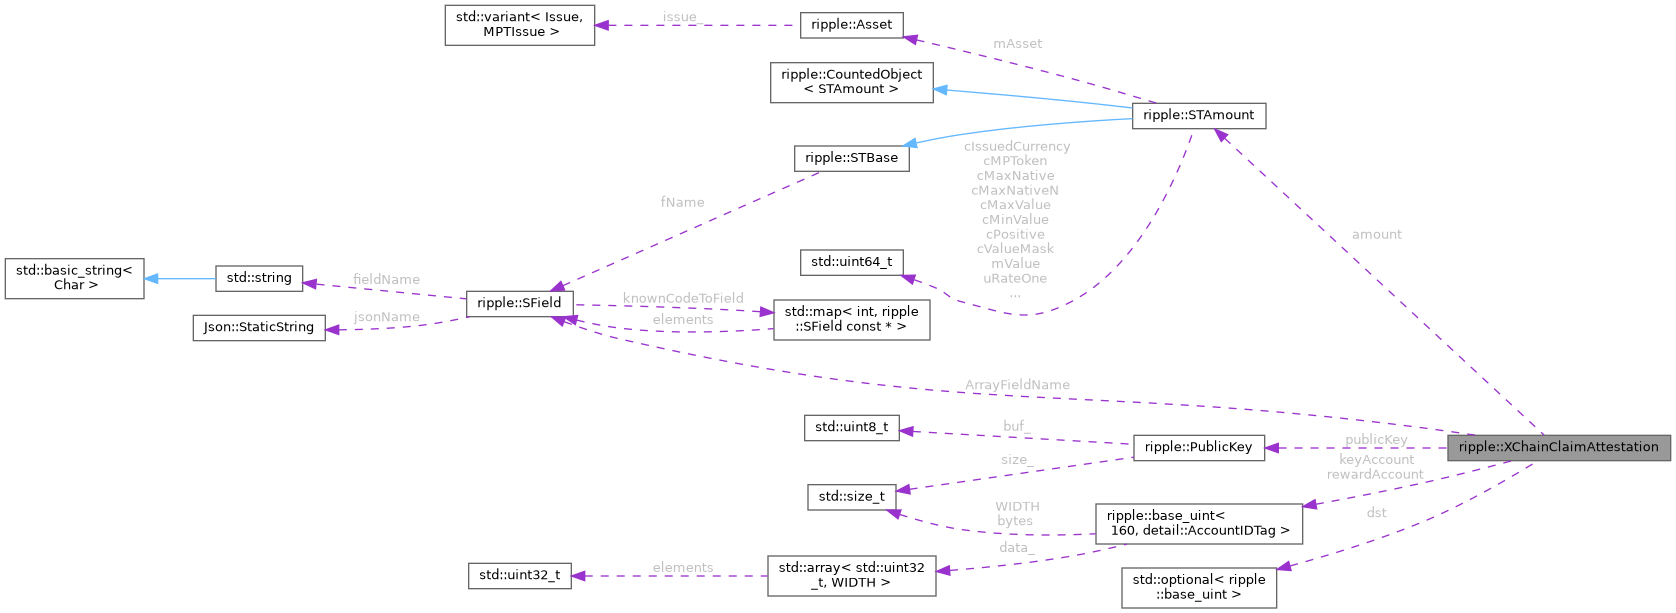 std::variant< Issue,
MPTIssue >
issue_
ripple::Asset
mAsset
ripple::CountedObject
< STAmount >
ripple::STAmount
ripple::STBase
cIssuedCurrency
cMPToken
cMaxNative
cMaxNativeN
cMaxValue
cMinValue
cPositive
cValueMask
mValue
uRateOne
...
fName
amount
std::uint64_t
std::basic_string<
Char >
std::string
fieldName
ripple::SField
knownCodeToField
elements
std::map< int, ripple
::SField const * >
Json::StaticString
jsonName
ArrayFieldName
std::uint8_t
buf_
ripple::PublicKey
publicKey
ripple::XChainClaimAttestation
size_
keyAccount
rewardAccount
std::size_t
WIDTH
bytes
ripple::base_uint<
160, detail::AccountIDTag >
dst
data_
std::uint32_t
elements
std::array< std::uint32
_t, WIDTH >
std::optional< ripple
::base_uint >